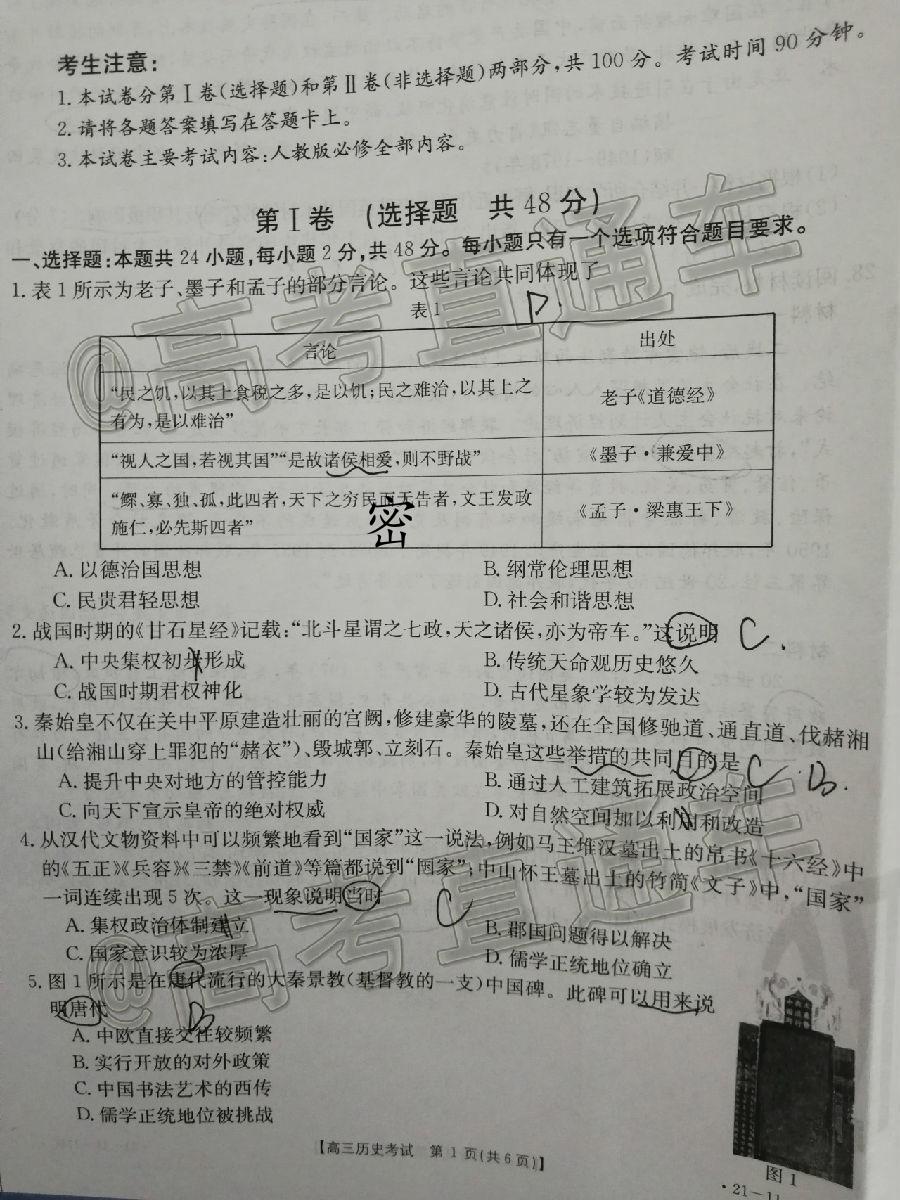 考生注意:
1.本试卷分第Ⅰ卷(选择题)和第Ⅱ卷(非选择题)两部分,共100分。考试时间90分钟。
2.请将各题答案填写在答题卡上。
3.本试卷主要考试内容:人教版必修全部内容。
第Ⅰ卷 (选择题 共48分)
一、选择题:本题共24小题,每小题2分,共48分。每小题只有一个选项符合题目要求。
1.表1所示为老子、墨子和孟子的部分言论。这些言论共同体现了
表1
D.
言论 出处
“民之饥,以其上食税之多,是以饥;民之难治,以其上之
有为,是以难治” 老子《道德经》
“视人之国,若视其国”“是故诸侯相爱,则不野战” 《墨子·兼爱中》
“鳏、寡、独、孤,此四者,天下之穷民而无告者,文王发政
施仁,必先斯四者” 《孟子·梁惠王下》
密
A.以德治国思想 B.纲常伦理思想
C.民贵君轻思想 D.社会和谐思想
2.战国时期的《甘石星经》记载:“北斗星谓之七政,天之诸侯,亦为帝车。”这说明 C.
A.中央集权初步形成 B.传统天命观历史悠久
C.战国时期君权神化 D.古代星象学较为发达
3.秦始皇不仅在关中平原建造壮丽的宫阙,修建豪华的陵墓,还在全国修驰道、通直道、伐赭湘
山(给湘山穿上罪犯的“赭衣”)、毁城郭、立刻石。秦始皇这些举措的共同目的是 C B.
A.提升中央对地方的管控能力 B.通过人工建筑拓展政治空间
C.向天下宣示皇帝的绝对权威 D.对自然空间加以利用和改造
4.从汉代文物资料中可以频繁地看到“国家”这一说法,例如马王堆汉墓出土的帛书《十六经》中
的《五正》《兵容》《三禁》《前道》等篇都说到“国家”;中山怀王墓出土的竹简《文子》中,“国家”
一词连续出现5次。这一现象说明当时 C
A.集权政治体制建立 B.郡国问题得以解决
C.国家意识较为浓厚 D.儒学正统地位确立
5.图1所示是在唐代流行的大秦景教(基督教的一支)中国碑。此碑可以用来说
明唐代 B
A.中欧直接交往较频繁
B.实行开放的对外政策
C.中国书法艺术的西传
D.儒学正统地位被挑战
图1
【高三历史考试 第1页(共6页)】
·21-11
@高考直通车
@高考直通车